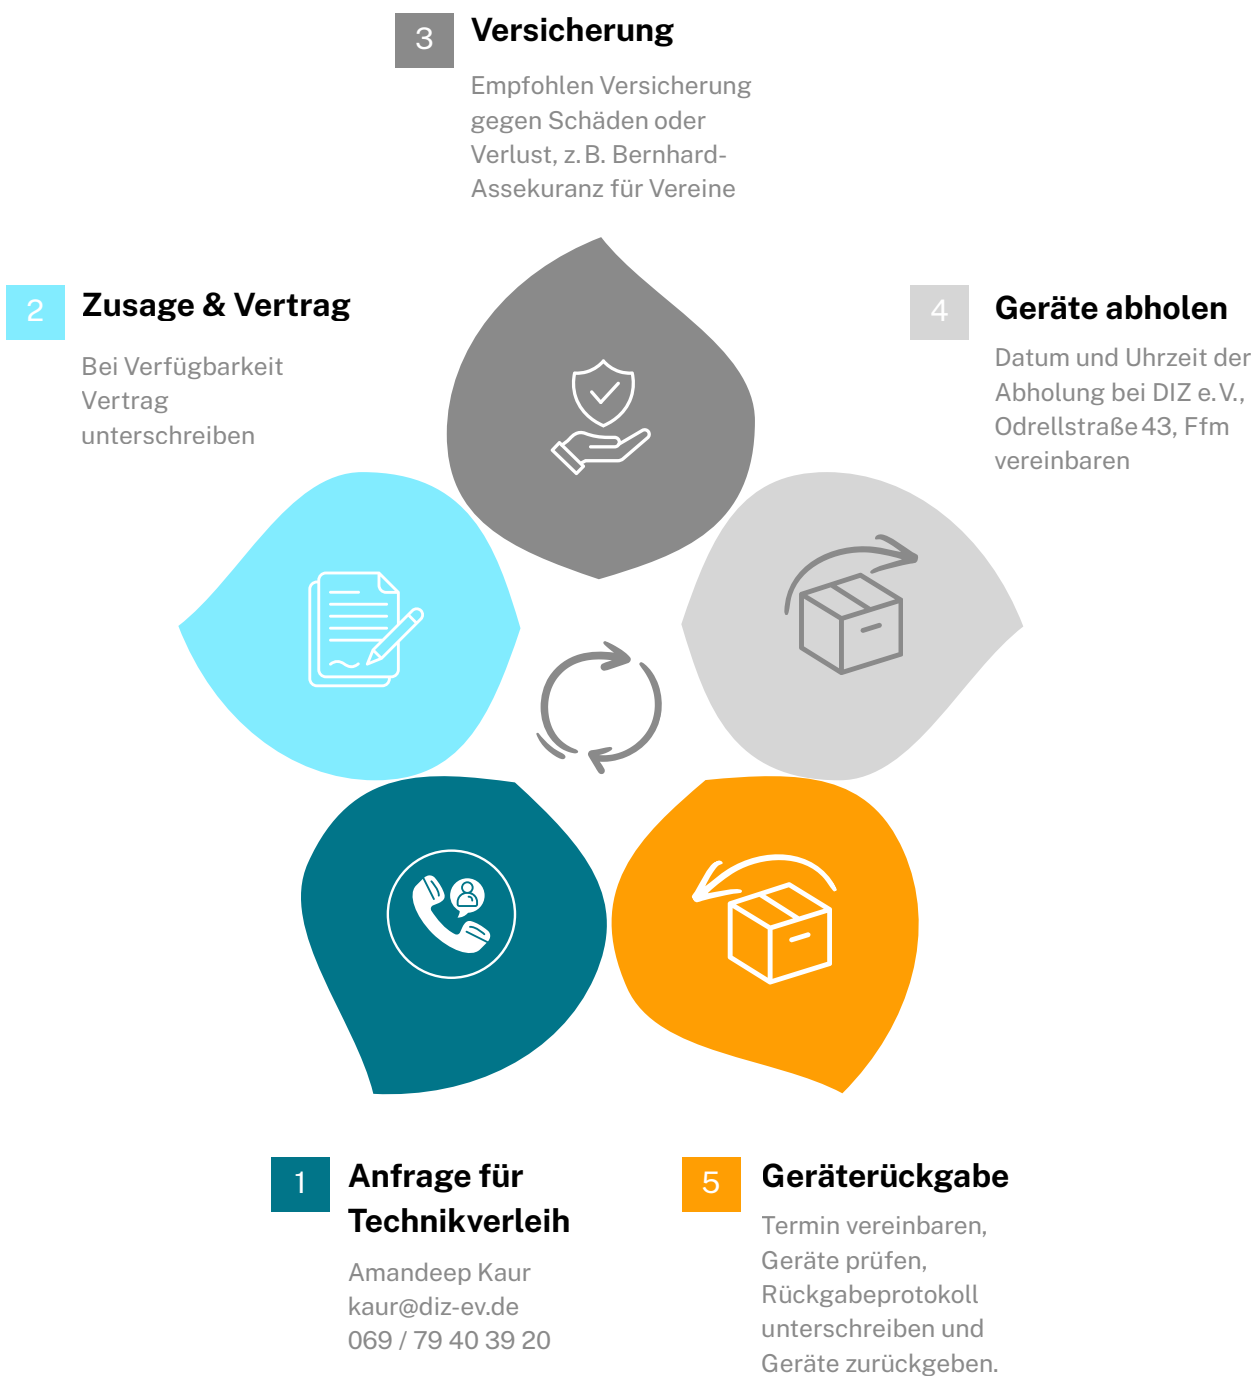 3
Versicherung
Empfohlen Versicherung
gegen Schäden oder
Verlust, z. B. Bernhard-
Assekuranz für Vereine
2
Zusage & Vertrag
Bei Verfügbarkeit
Vertrag
unterschreiben
4
Geräte abholen
Datum und Uhrzeit der
Abholung bei DIZ e. V.,
Odrellstraße 43, Ffm
vereinbaren
1
Anfrage für
Technikverleih
Amandeep Kaur
kaur@diz-ev.de
069 / 79 40 39 20
5
Geräterückgabe
Termin vereinbaren,
Geräte prüfen,
Rückgabeprotokoll
unterschreiben und
Geräte zurückgeben.